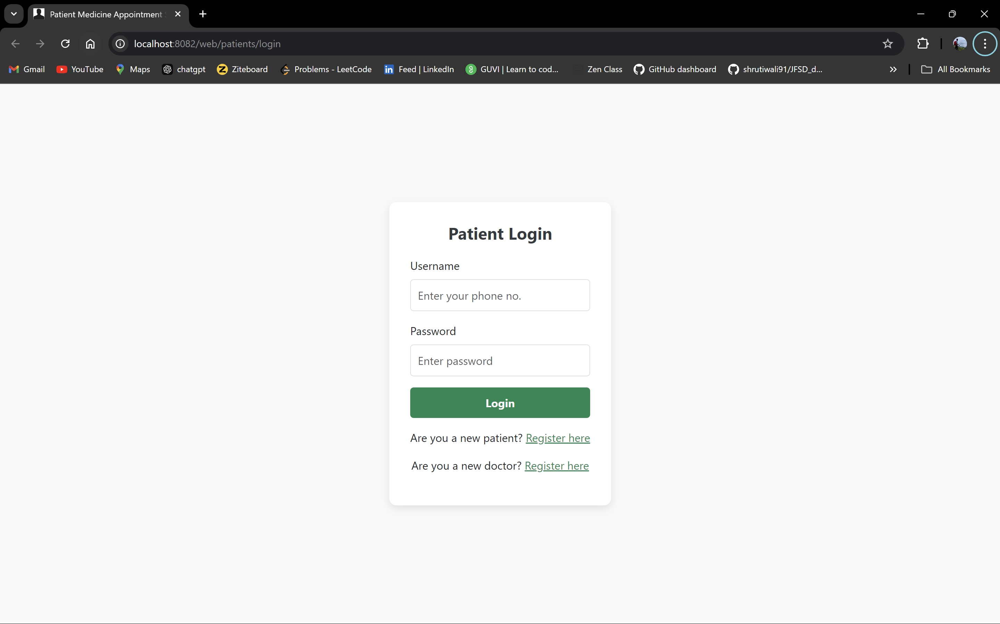 Patient Medicine Appointment
localhost:8082/web/patients/login
Gmail YouTube Maps chatgpt Ziteboard Problems - LeetCode Feed | LinkedIn GUVI | Learn to cod... Zen Class GitHub dashboard shrutiwali91/JFSD_d... All Bookmarks
Patient Login
Username
Enter your phone no.
Password
Enter password
Login
Are you a new patient? Register here
Are you a new doctor? Register here